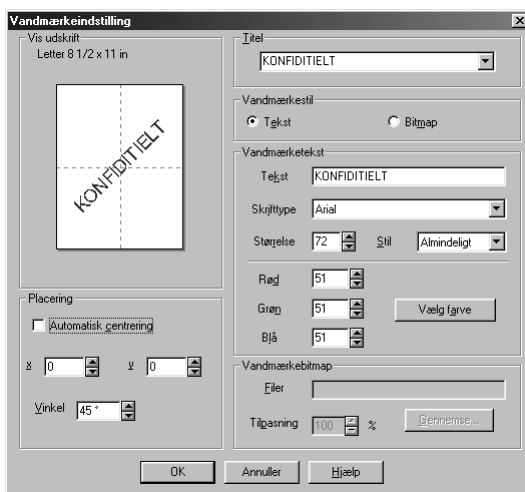 Vandmærkeindstilling
Vis udskrift
Letter 8 1/2 x 11 in
KONFIDITIELT
Titel
KONFIDITIELT
Vandmærkestil
Tekst
Bitmap
Vandmærketekst
Tekst KONFIDITIELT
Skrifttype Arial
Størrelse 72 Stil Almindeligt
Rød 51
Grøn 51 Vælg farve
Blå 51
Placering
Automatisk centrering
x 0 y 0
Vinkel 45°
Vandmærkebitmap
Filer
Tilpasning 100 % Gennemse...
OK Annuller Hjælp